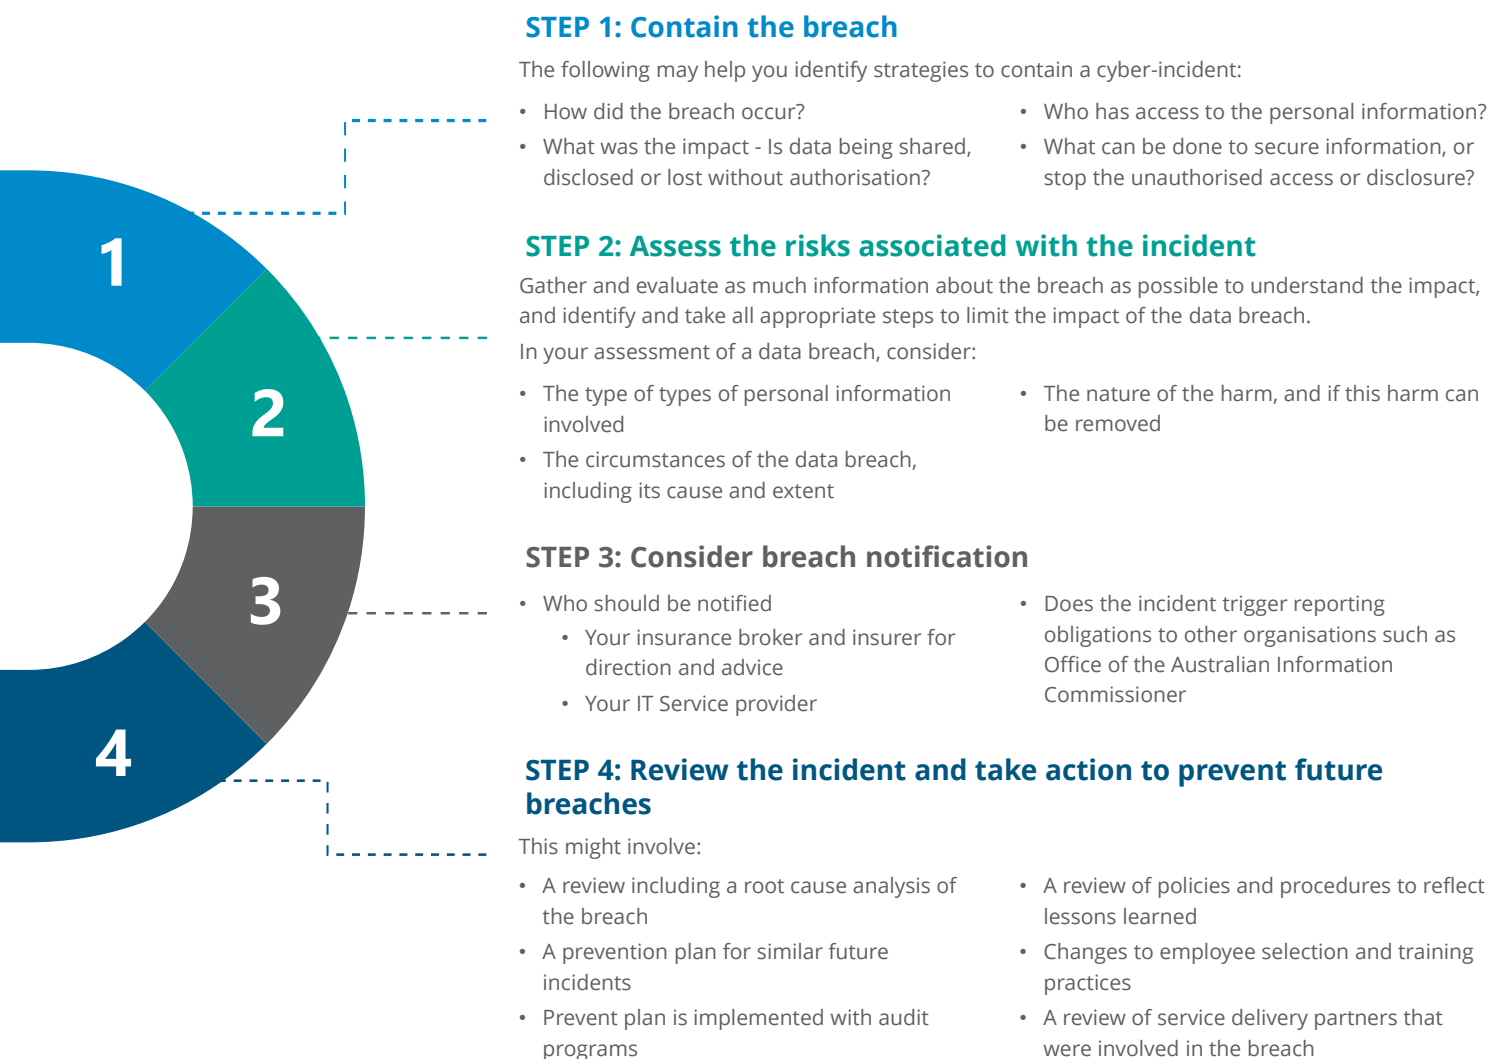 STEP 1: Contain the breach
The following may help you identify strategies to contain a cyber-incident:
• How did the breach occur?
• What was the impact - Is data being shared,
disclosed or lost without authorisation?
• Who has access to the personal information?
• What can be done to secure information, or
stop the unauthorised access or disclosure?
1
STEP 2: Assess the risks associated with the incident
Gather and evaluate as much information about the breach as possible to understand the impact,
and identify and take all appropriate steps to limit the impact of the data breach.
In your assessment of a data breach, consider:
• The type of types of personal information
involved
• The circumstances of the data breach,
including its cause and extent
• The nature of the harm, and if this harm can
be removed
2
STEP 3: Consider breach notification
• Who should be notified
• Your insurance broker and insurer for
direction and advice
• Your IT Service provider
• Does the incident trigger reporting
obligations to other organisations such as
Office of the Australian Information
Commissioner
3
STEP 4: Review the incident and take action to prevent future
breaches
This might involve:
• A review including a root cause analysis of
the breach
• A prevention plan for similar future
incidents
• Prevent plan is implemented with audit
programs
• A review of policies and procedures to reflect
lessons learned
• Changes to employee selection and training
practices
• A review of service delivery partners that
were involved in the breach
4